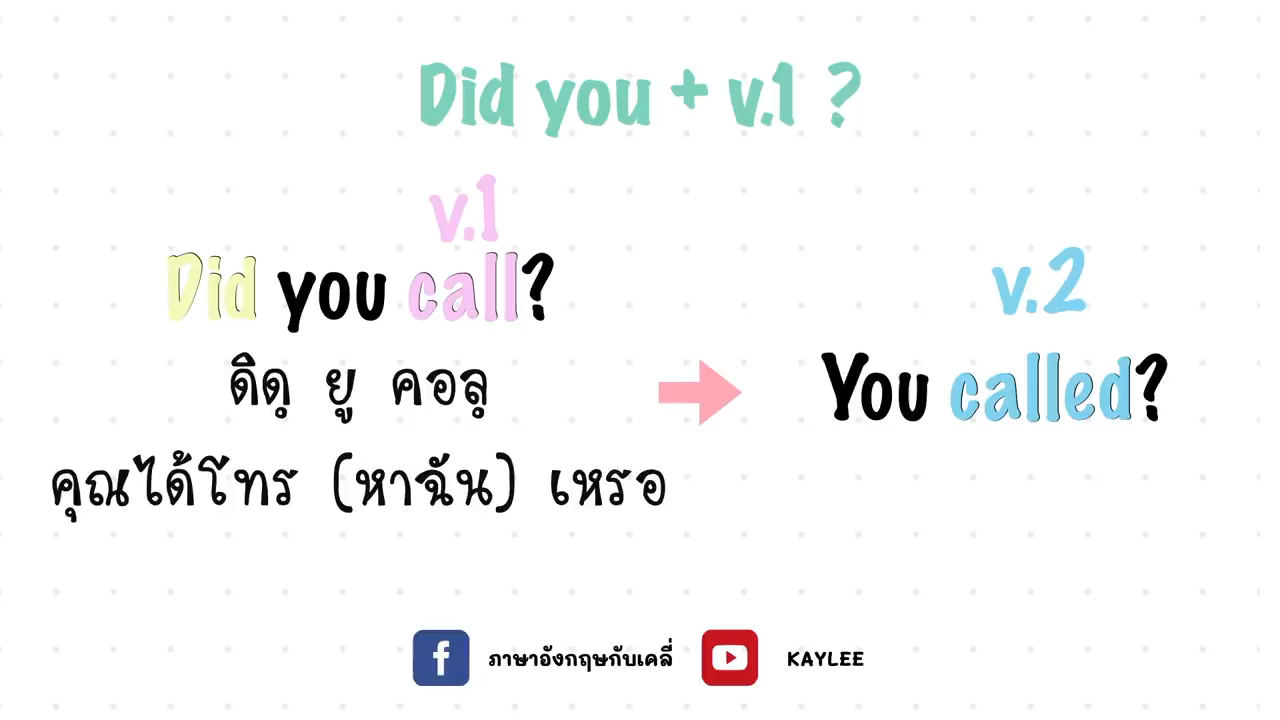 Did you + v.1 ?
v.1
Did you call?
ดิดฺ ยู คอลฺ
คุณได้โทร (หาฉัน) เหรอ
v.2
You called?
ภาษาอังกฤษกับเคลี่
KAYLEE